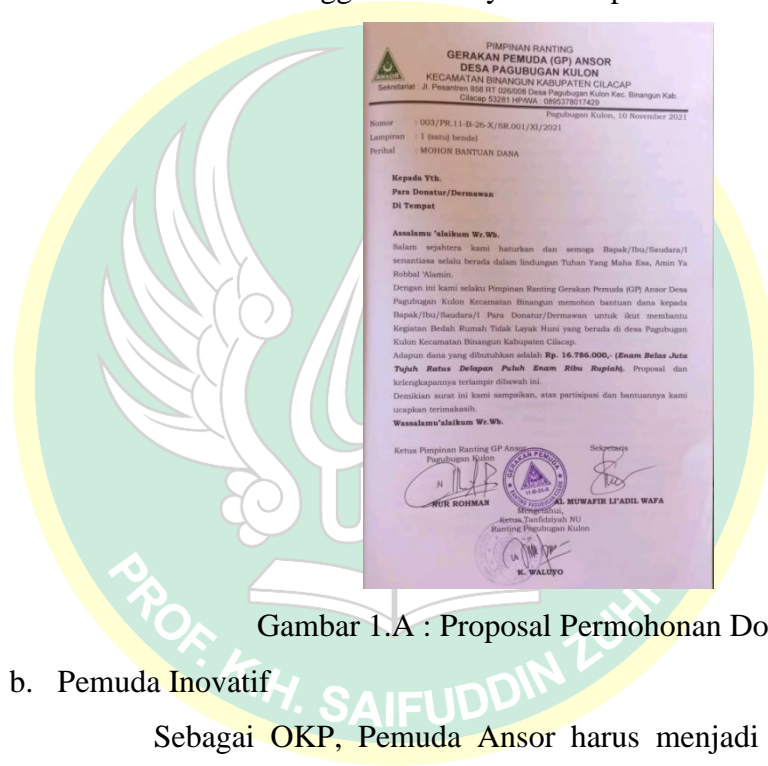 PIMPINAN RANTING
GERAKAN PEMUDA (GP) ANSOR
DESA PAGUBUGAN KULON
KECAMATAN BINANGUN KABUPATEN CILACAP
Sekretariat : Jl. Pesantren 858 RT 026/008 Desa Pagubugan Kulon Kec. Binangun Kab.
Cilacap 53281 HP/WA : 0895378017429
ANSOR
Pagubugan Kulon, 10 November 2021
Nomor : 003/PR.11-B-26-X/SR.001/XI/2021
Lampiran : 1 (satu) bendel
Perihal : MOHON BANTUAN DANA
Kepada Yth.
Para Donatur/Dermawan
Di Tempat
Assalamu 'alaikum Wr.Wb.
Salam sejahtera kami haturkan dan semoga Bapak/Ibu/Saudara/I
senantiasa selalu berada dalam lindungan Tuhan Yang Maha Esa, Amin Ya
Robbal 'Alamin.
Dengan ini kami selaku Pimpinan Ranting Gerakan Pemuda (GP) Ansor Desa
Pagubugan Kulon Kecamatan Binangun memohon bantuan dana kepada
Bapak/Ibu/Saudara/I Para Donatur/Dermawan untuk ikut membantu
Kegiatan Bedah Rumah Tidak Layak Huni yang berada di desa Pagubugan
Kulon Kecamatan Binangun Kabupaten Cilacap.
Adapun dana yang dibutuhkan adalah Rp. 16.786.000,- (Enam Belas Juta
Tujuh Ratus Delapan Puluh Enam Ribu Rupiah). Proposal dan
kelengkapannya terlampir dibawah ini.
Demikian surat ini kami sampaikan, atas partisipasi dan bantuannya kami
ucapkan terimakasih.
Wassalamu'alaikum Wr.Wb.
Ketua Pimpinan Ranting GP Ansor
Pagubugan Kulon
Sekretaris
GERAKAN PEMUDA
NUR ROHMAN
AL MUWAFIR LI'ADIL WAFA
Mengetahui,
Ketua Tanfidziyah NU
Ranting Pagubugan Kulon
K. WALUYO
Gambar 1.A : Proposal Permohonan Do
b. Pemuda Inovatif
Sebagai OKP, Pemuda Ansor harus menjadi
PROF. K.H. SAIFUDDIN ZUH